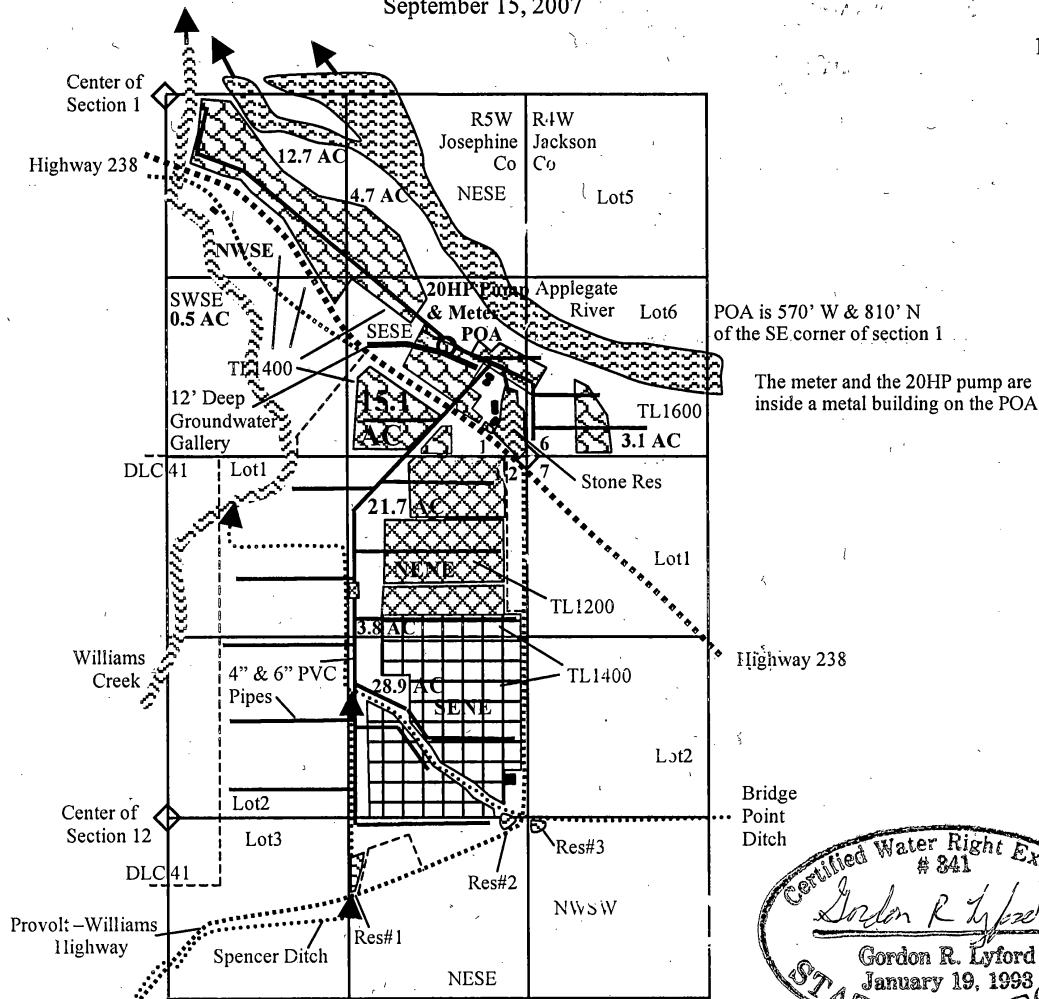 September 15, 2007
Center of
Section 1
R5W
Josephine
Co
R4W
Jackson
Co
Highway 238
12.7 AC
4.7 AC
NESE
Lot5
NWSE
SWSE
0.5 AC
20HP Pump
& Meter
POA
Applegate
River
Lot6
POA is 570' W & 810' N
of the SE corner of section 1
SESE
TL1400
The meter and the 20HP pump are
inside a metal building on the POA
12' Deep
Groundwater
Gallery
15.1
AC
TL1600
3.1 AC
1
6
DLC 41
Lot1
12
7
Stone Res
21.7 AC
Lot1
NENE
TL1200
3.8 AC
Highway 238
Williams
Creek
4" & 6" PVC
Pipes
TL1400
28.9 AC
SENE
Lot2
Bridge
Point
Ditch
Center of
Section 12
Lot2
Lot3
Res#3
Res#2
DLC 41
NWSW
Provolt-Williams
Highway
Res#1
Spencer Ditch
NESE
Certified Water Right Ex
# 341
Gordon R Lyford
Gordon R. Lyford
January 19, 1993